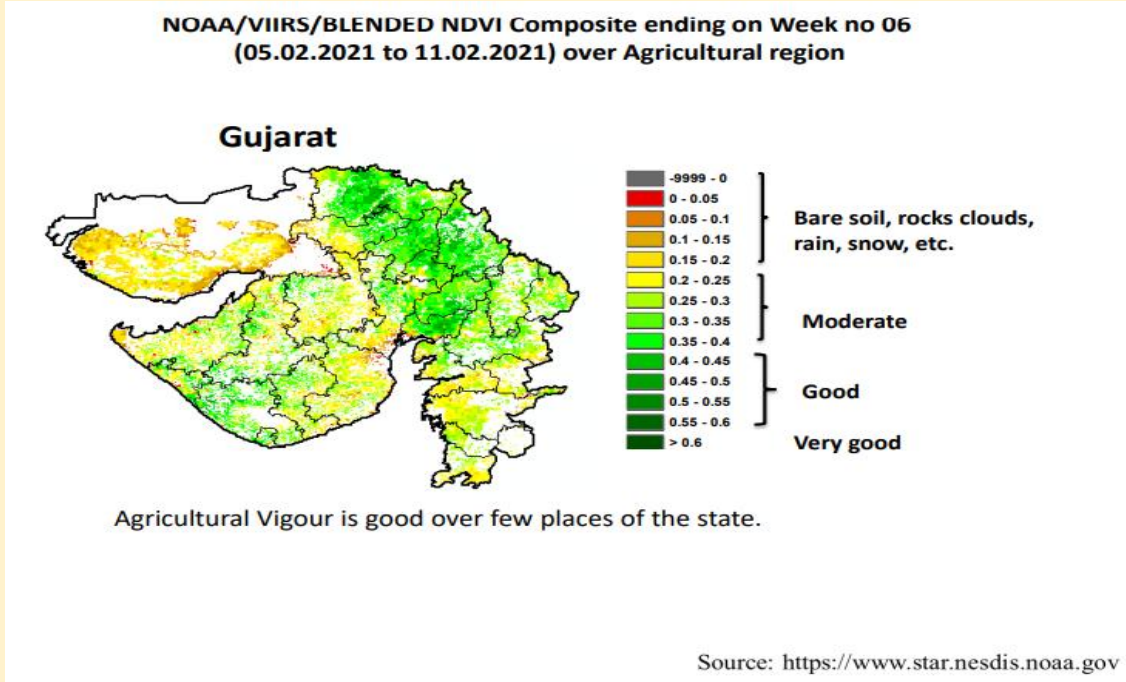 NOAA/VIIRS/BLENDED NDVI Composite ending on Week no 06
(05.02.2021 to 11.02.2021) over Agricultural region
Gujarat
-9999 - 0
0 - 0.05
0.05 - 0.1
0.1 - 0.15
0.15 - 0.2
0.2 - 0.25
0.25 - 0.3
0.3 - 0.35
0.35 - 0.4
0.4 - 0.45
0.45 - 0.5
0.5 - 0.55
0.55 - 0.6
> 0.6
Bare soil, rocks clouds,
rain, snow, etc.
Moderate
Good
Very good
Agricultural Vigour is good over few places of the state.
Source: https://www.star.nesdis.noaa.gov